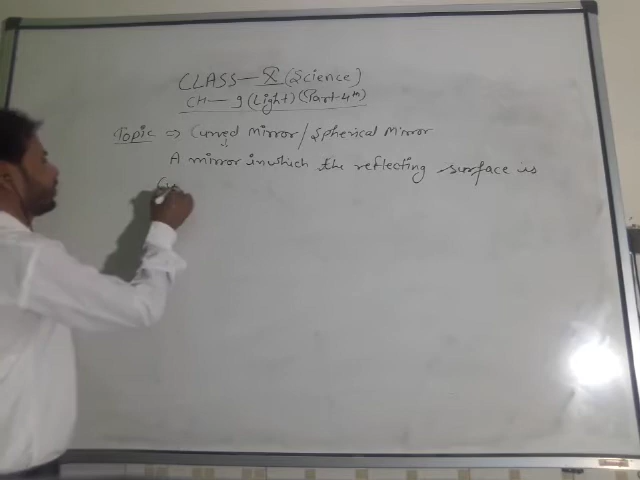 CLASS - X (Science)
CH - 9 (Light) (Part-4th)
Topic ⇒ Curved Mirror / Spherical Mirror
A mirror in which the reflecting surface is